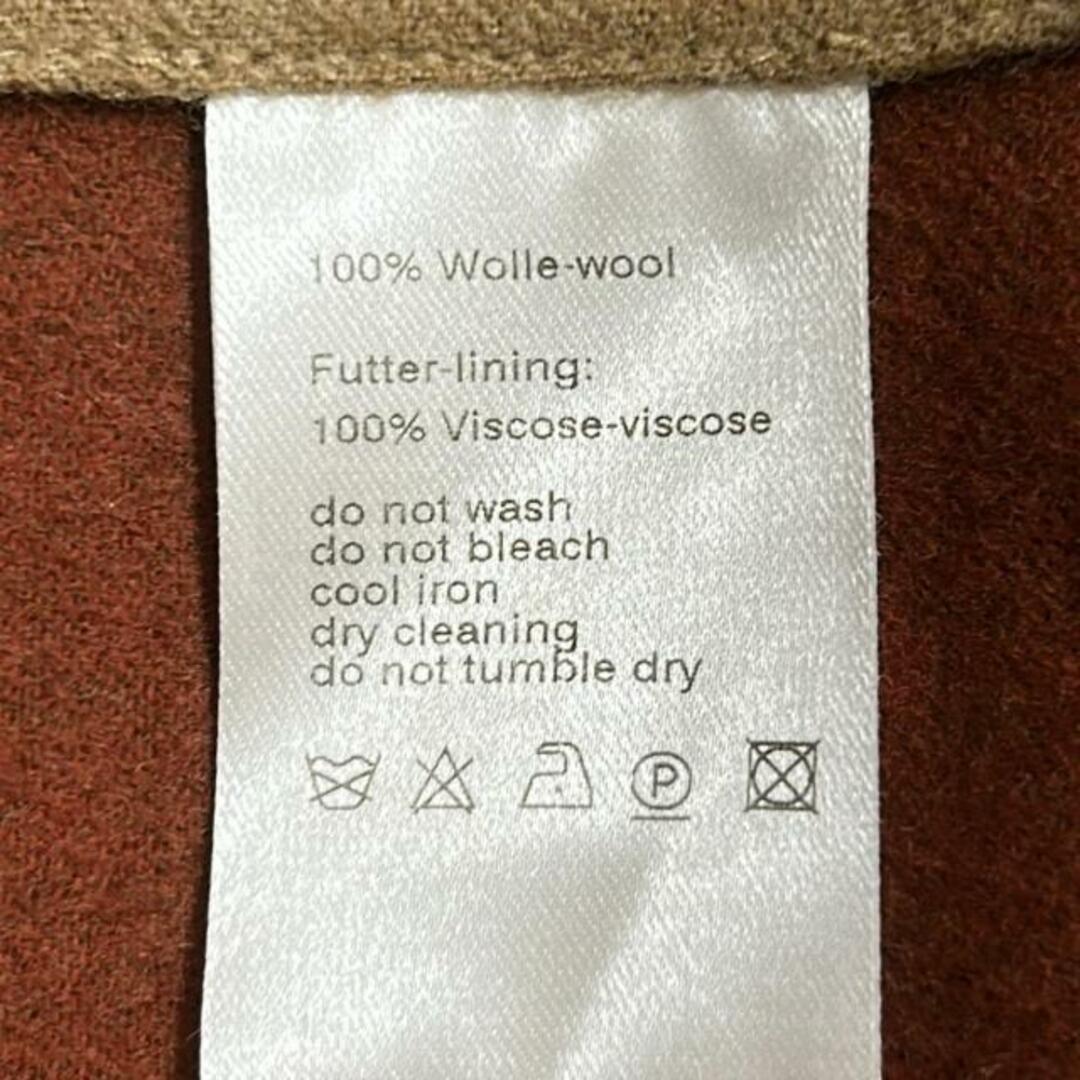 100% Wolle-wool
Futter-lining:
100% Viscose-viscose
do not wash
do not bleach
cool iron
dry cleaning
do not tumble dry
P